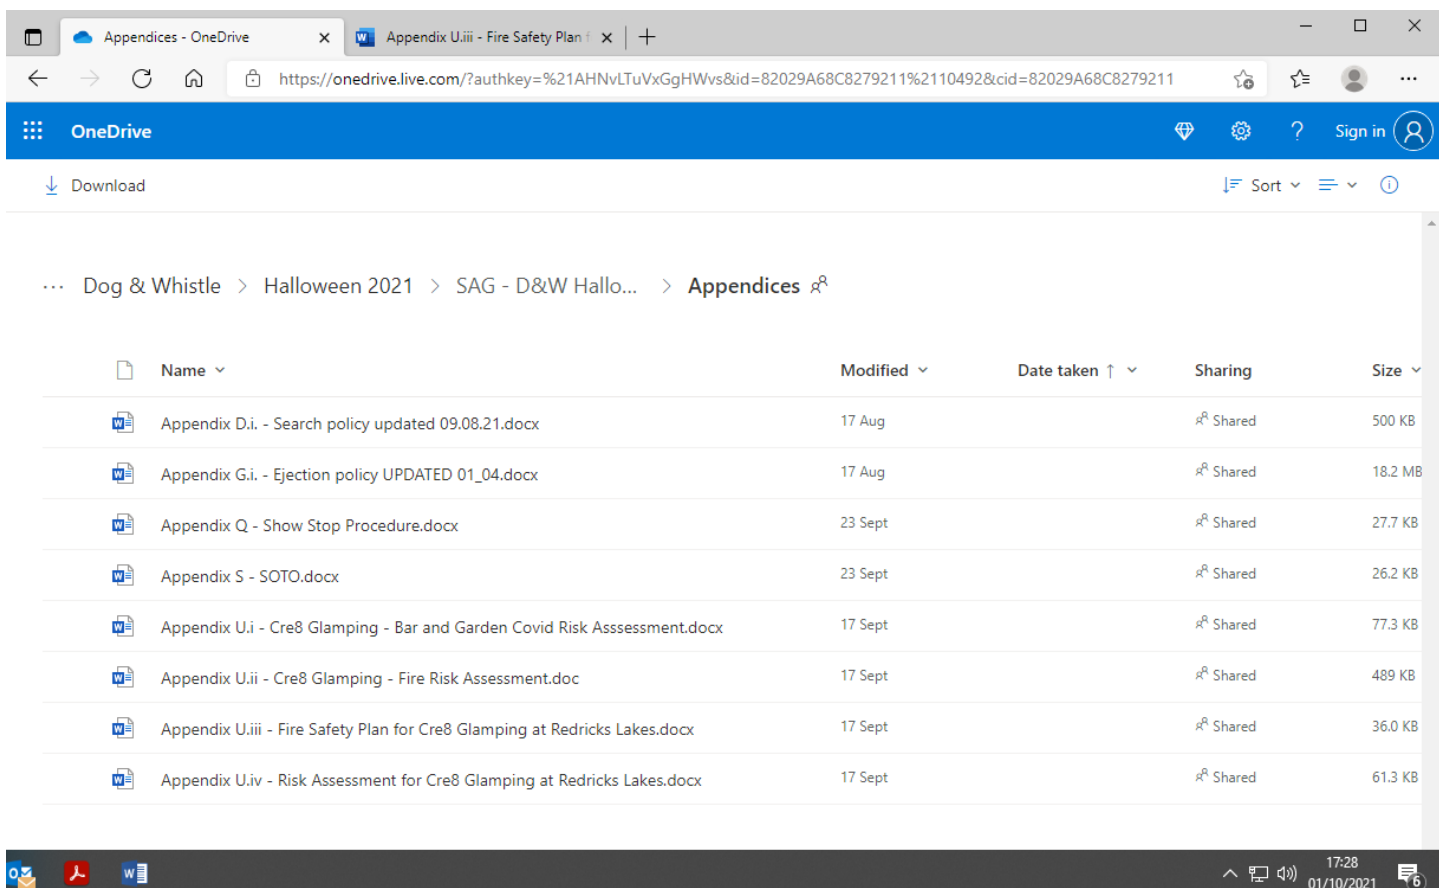 Appendices - OneDrive
Appendix U.iii - Fire Safety Plan f
https://onedrive.live.com/?authkey=%21AHNvLTuVxGgHWvs&id=82029A68C8279211%2110492&cid=82029A68C8279211
OneDrive
? Sign in
Download
Sort
... Dog & Whistle > Halloween 2021 > SAG - D&W Hallo... > Appendices
Name Modified Date taken ↑ Sharing Size
Appendix D.i. - Search policy updated 09.08.21.docx 17 Aug Shared 500 KB
Appendix G.i. - Ejection policy UPDATED 01_04.docx 17 Aug Shared 18.2 MB
Appendix Q - Show Stop Procedure.docx 23 Sept Shared 27.7 KB
Appendix S - SOTO.docx 23 Sept Shared 26.2 KB
Appendix U.i - Cre8 Glamping - Bar and Garden Covid Risk Asssessment.docx 17 Sept Shared 77.3 KB
Appendix U.ii - Cre8 Glamping - Fire Risk Assessment.doc 17 Sept Shared 489 KB
Appendix U.iii - Fire Safety Plan for Cre8 Glamping at Redricks Lakes.docx 17 Sept Shared 36.0 KB
Appendix U.iv - Risk Assessment for Cre8 Glamping at Redricks Lakes.docx 17 Sept Shared 61.3 KB
17:28
01/10/2021
6